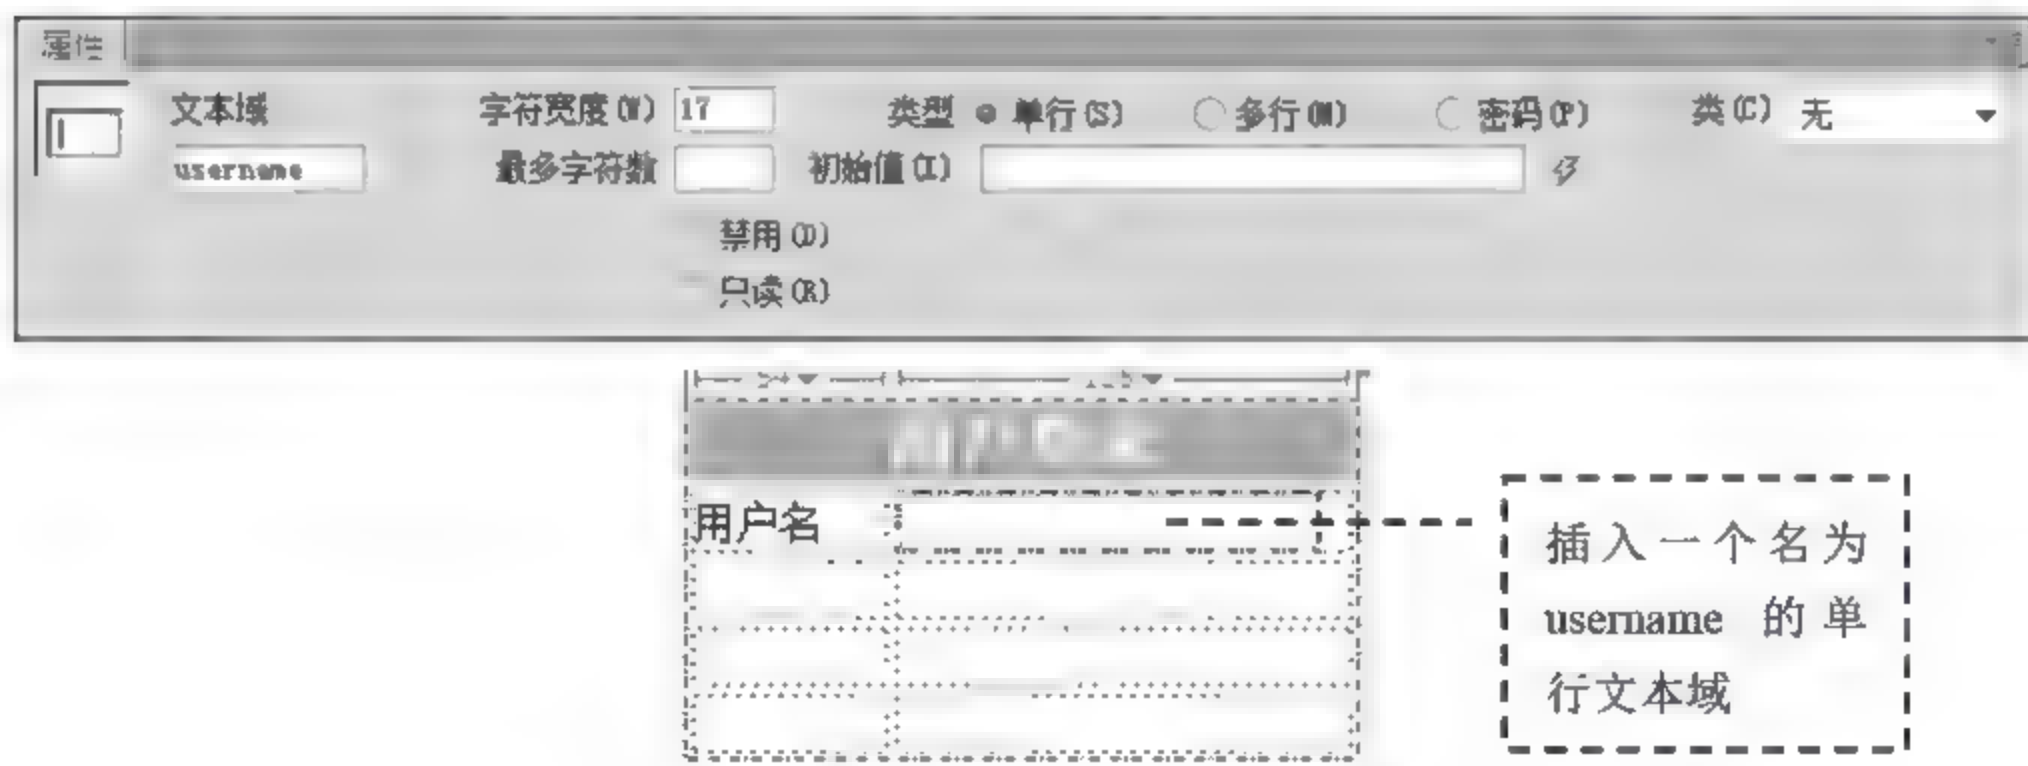 属性
文本域 字符宽度(W) 17 类型 单行(S) 多行(M) 密码(P) 类(C) 无
username 最多字符数 初始值(I)
禁用(D)
只读(R)
用户名
插入一个名为
username 的单
行文本域